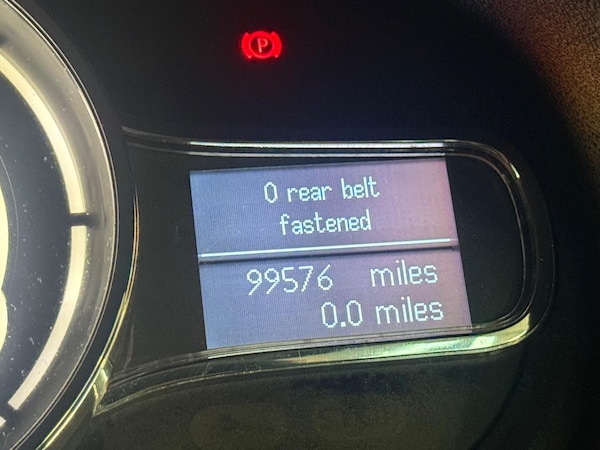 P
0 rear belt
fastened
99576 miles
0.0 miles